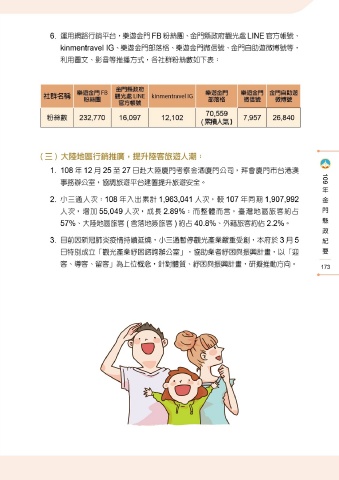 6. 運用網路行銷平台，樂遊金門 FB 粉絲團、金門縣政府觀光處 LINE 官方帳號、
kinmentravel IG、樂遊金門部落格、樂遊金門微信號、金門自助遊微博號等，
利用圖文、影音等推播方式，各社群粉絲數如下表：
社群名稱 樂遊金門 FB 粉絲團 金門縣政府觀光處 LINE 官方帳號 kinmentravel IG 樂遊金門部落格 樂遊金門微信號 金門自助遊微博號
粉絲數 232,770 16,097 12,102 70,559 (累積人氣) 7,957 26,840
( 三 ) 大陸地區行銷推廣，提升陸客旅遊人潮：
1. 108 年 12 月 25 至 27 日赴大陸廈門考察金酒廈門公司、拜會廈門市台港澳
事務辦公室，協調旅遊平台建置提升旅遊安全。
2. 小三通人次：108 年入出累計 1,963,041 人次，較 107 年同期 1,907,992
人次，增加 55,049 人次，成長 2.89%，而整體而言，臺灣地區旅客約占
57%、大陸地區旅客 ( 含落地簽旅客 ) 約占 40.8%、外籍旅客約佔 2.2%。
3. 目前因新冠肺炎疫情持續延燒，小三通暫停觀光產業嚴重受創，本府於 3 月 5
日特別成立「觀光產業紓困諮詢辦公室」，協助業者紓困與振興計畫，以「迎
客、導客、留客」為上位概念，針對體質、紓困與振興計畫，研擬推動方向。
109 年金門縣政紀要
173